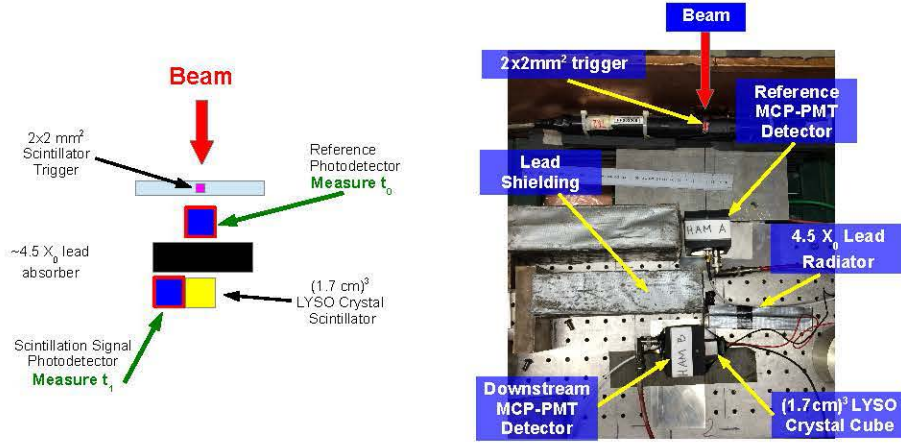 Beam
2x2 mm²
Scintillator
Trigger
Reference
Photodetector
Measure t₀
~4.5 X₀ lead
absorber
(1.7 cm)³
LYSO Crystal
Scintillator
Scintillation Signal
Photodetector
Measure t₁
Beam
2x2mm² trigger
Reference
MCP-PMT
Detector
Lead
Shielding
HAM A
4.5 X₀ Lead
Radiator
HAM B
Downstream
MCP-PMT
Detector
(1.7cm)³ LYSO
Crystal Cube